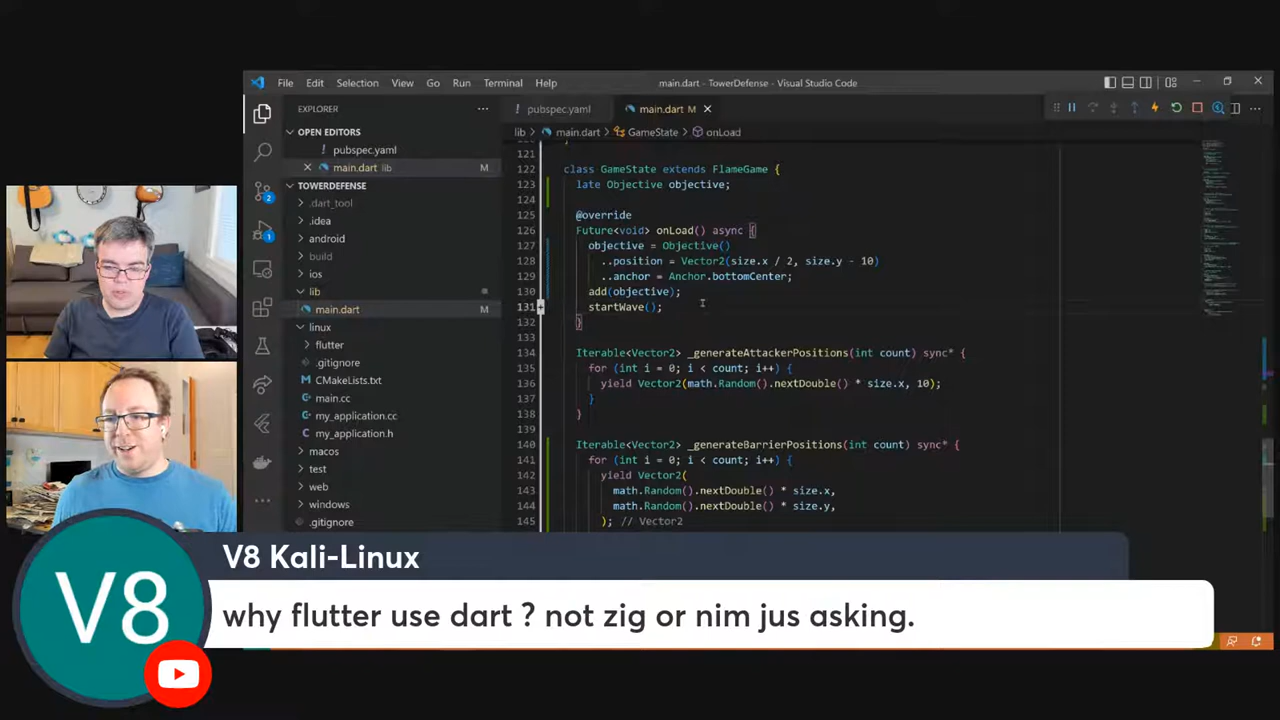 File Edit Selection View Go Run Terminal Help
main.dart - TowerDefense - Visual Studio Code
EXPLORER
OPEN EDITORS
! pubspec.yaml
main.dart lib M
TOWERDEFENSE
.dart_tool
.idea
android
build
ios
lib
main.dart M
linux
flutter
.gitignore
CMakeLists.txt
main.cc
my_application.cc
my_application.h
macos
test
web
windows
.gitignore
2
1
! pubspec.yaml
main.dart M
lib > main.dart > GameState > onLoad
121
122 class GameState extends FlameGame {
123 late Objective objective;
124
125 @override
126 Future<void> onLoad() async {
127 objective = Objective()
128 ..position = Vector2(size.x / 2, size.y - 10)
129 ..anchor = Anchor.bottomCenter;
130 add(objective);
131 startWave();
132 }
133
134 Iterable<Vector2> _generateAttackerPositions(int count) sync* {
135 for (int i = 0; i < count; i++) {
136 yield Vector2(math.Random().nextDouble() * size.x, 10);
137 }
138 }
139
140 Iterable<Vector2> _generateBarrierPositions(int count) sync* {
141 for (int i = 0; i < count; i++) {
142 yield Vector2(
143 math.Random().nextDouble() * size.x,
144 math.Random().nextDouble() * size.y,
145 ); // Vector2
V8
V8 Kali-Linux
why flutter use dart ? not zig or nim jus asking.